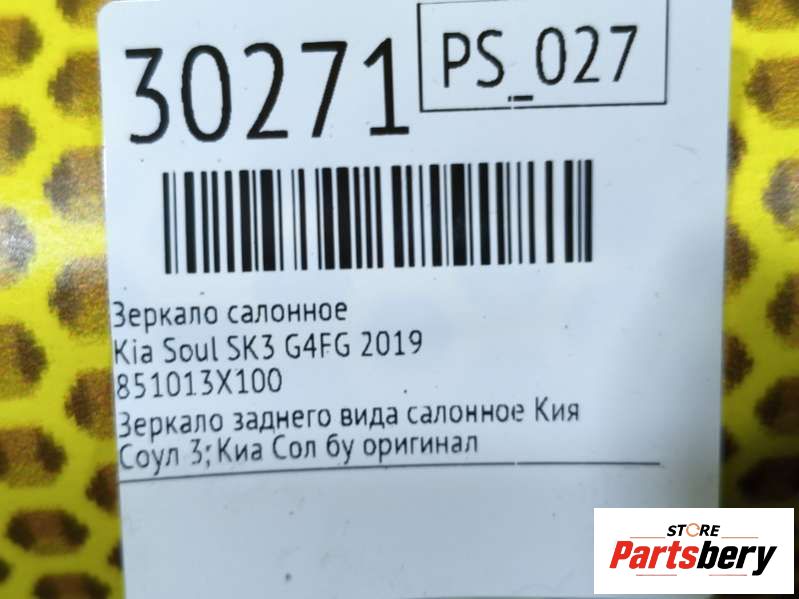 30271
PS_027
Зеркало салонное
Kia Soul SK3 G4FG 2019
851013X100
Зеркало заднего вида салонное Кия
Соул 3; Киа Сол бу оригинал
STORE
Partsbery